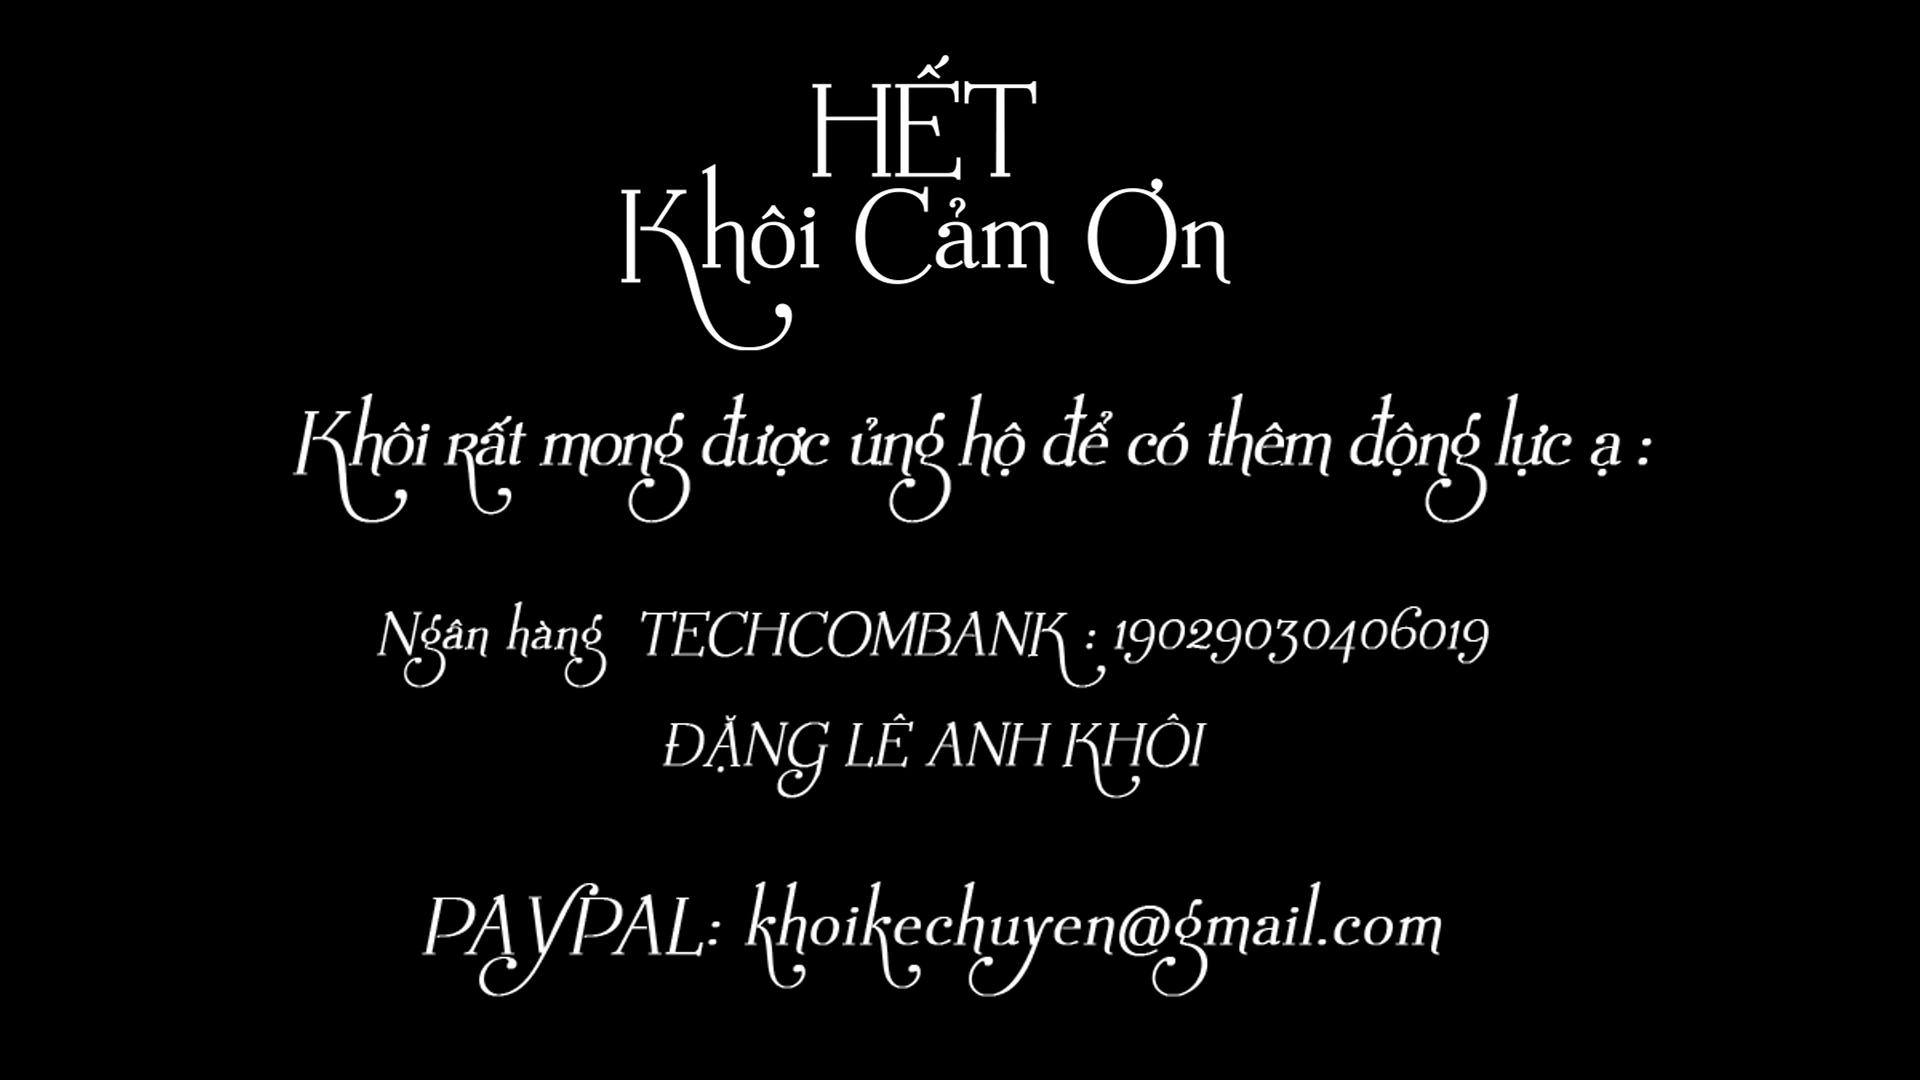 HẾT
Khôi Cảm Ơn
Khôi rất mong được ủng hộ để có thêm động lực ạ :
Ngân hàng TECHCOMBANK : 19029030406019
ĐẶNG LÊ ANH KHÔI
PAYPAL: khoikechuyen@gmail.com